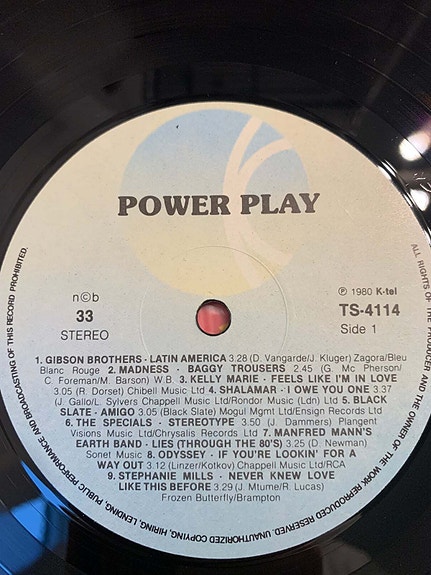 POWER PLAY
n©b
33
STEREO
℗ 1980 K-tel
TS-4114
Side 1
1. GIBSON BROTHERS - LATIN AMERICA 3.28 (D. Vangarde/J. Kluger) Zagora/Bleu
Blanc Rouge 2. MADNESS - BAGGY TROUSERS 2.45 (G. Mc Pherson/
C. Foreman/M. Barson) W.B. 3. KELLY MARIE - FEELS LIKE I'M IN LOVE
3.05 (R. Dorset) Chibell Music Ltd 4. SHALAMAR - I OWE YOU ONE 3.37
(J. Gallo/L. Sylvers Chappell Music Ltd/Rondor Music (Ldn) Ltd 5. BLACK
SLATE - AMIGO 3.05 (Black Slate) Mogul Mgmt Ltd/Ensign Records Ltd
6. THE SPECIALS - STEREOTYPE 3.50 (J. Dammers) Plangent
Visions Music Ltd/Chrysalis Records Ltd 7. MANFRED MANN'S
EARTH BAND - LIES (THROUGH THE 80'S) 3.25 (D. Newman)
Sonet Music 8. ODYSSEY - IF YOU'RE LOOKIN' FOR A
WAY OUT 3.12 (Linzer/Kotkov) Chappell Music Ltd/RCA
9. STEPHANIE MILLS - NEVER KNEW LOVE
LIKE THIS BEFORE 3.29 (J. Mtume/R. Lucas)
Frozen Butterfly/Brampton
ALL RIGHTS OF THE PRODUCER AND THE OWNER OF THE WORK REPRODUCED RESERVED. UNAUTHORIZED COPYING, HIRING, LENDING, PUBLIC PERFORMANCE AND BROADCASTING OF THIS RECORD PROHIBITED.